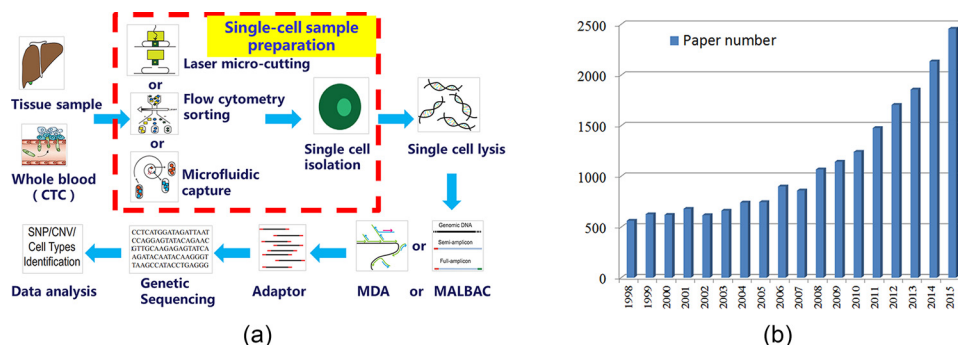 Single-cell sample
preparation
Laser micro-cutting
or
Tissue sample
Flow cytometry
sorting
or
Single cell
isolation
Single cell lysis
Whole blood
( CTC )
Microfluidic
capture
SNP/CNV/
Cell Types
Identification
CCTCATGGATAGATTAAT
CCAGGAGTATACAGAAC
GTTGCAAGAGAGTATCA
AGATACAATACAAGGGT
TAAGCCATACCTGAGGG
or
Genomic DNA
Semi-amplicon
Full-amplicon
Data analysis
Genetic
Sequencing
Adaptor
MDA or MALBAC
(a)
Paper number
2500
2000
1500
1000
500
0
1998
1999
2000
2001
2002
2003
2004
2005
2006
2007
2008
2009
2010
2011
2012
2013
2014
2015
(b)